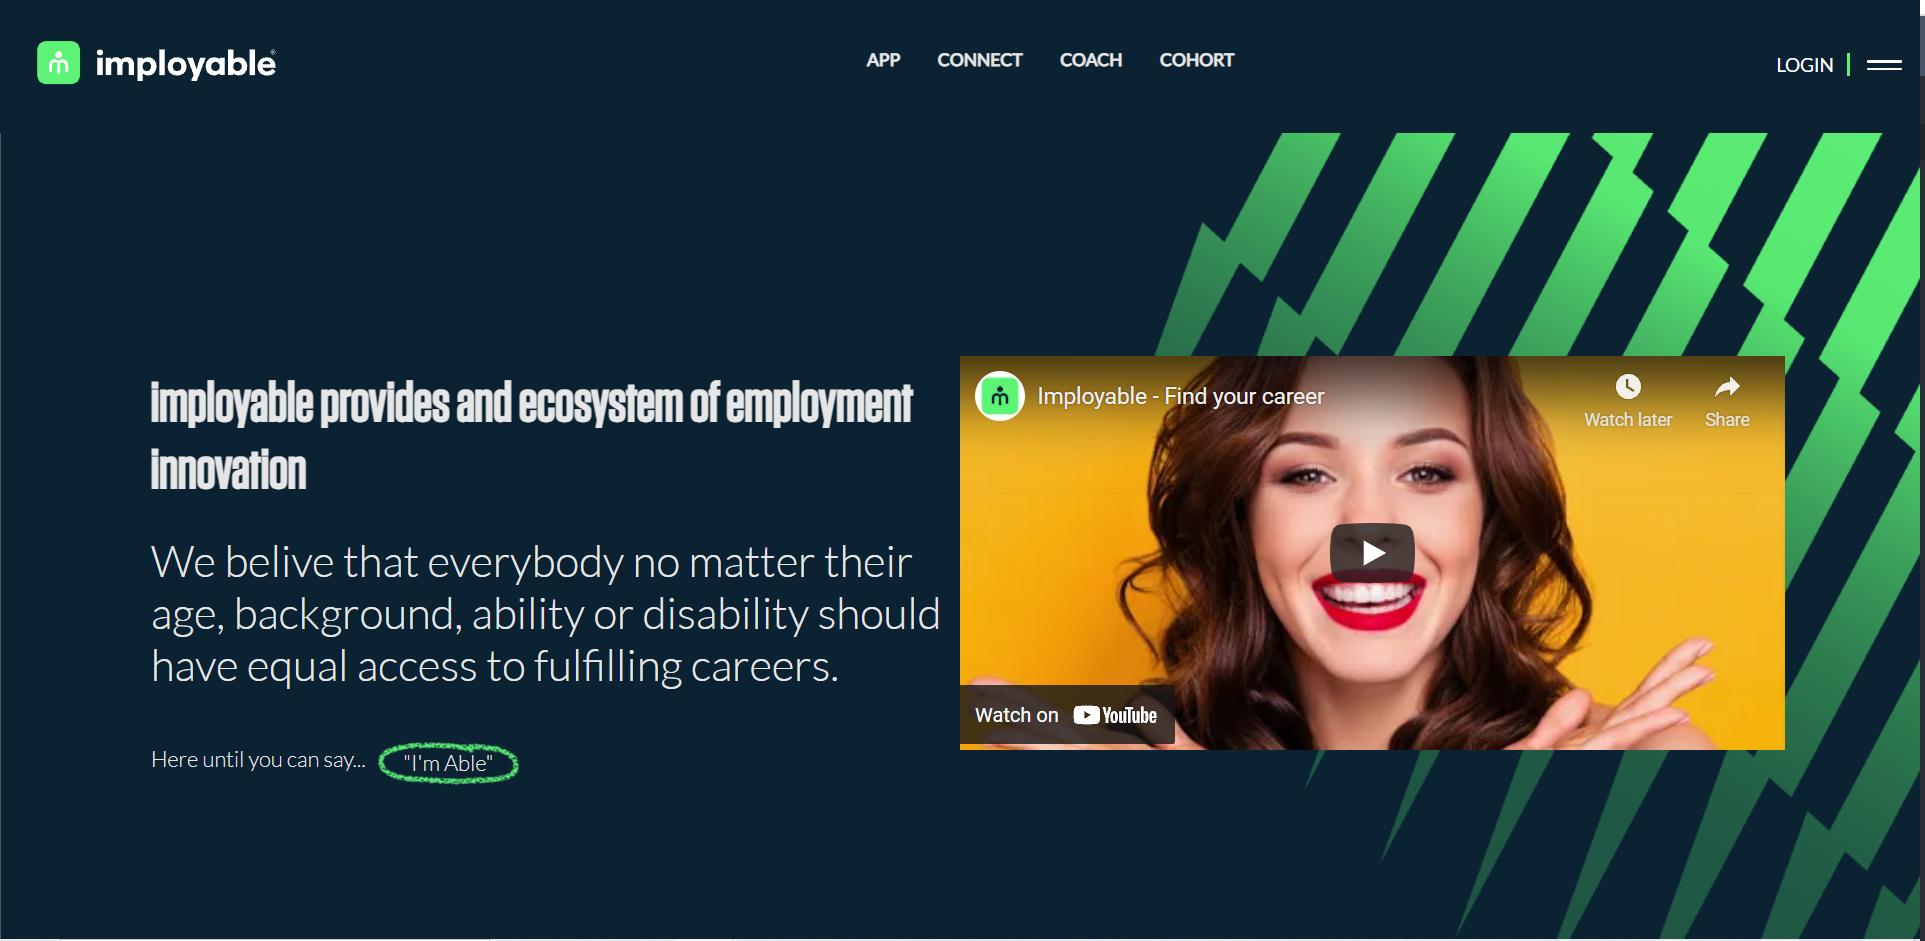 imployable®
APP CONNECT COACH COHORT
LOGIN
imployable provides and ecosystem of employment
innovation
We belive that everybody no matter their
age, background, ability or disability should
have equal access to fulfilling careers.
Here until you can say... "I'm Able"
Imployable - Find your career
Watch later
Share
Watch on YouTube